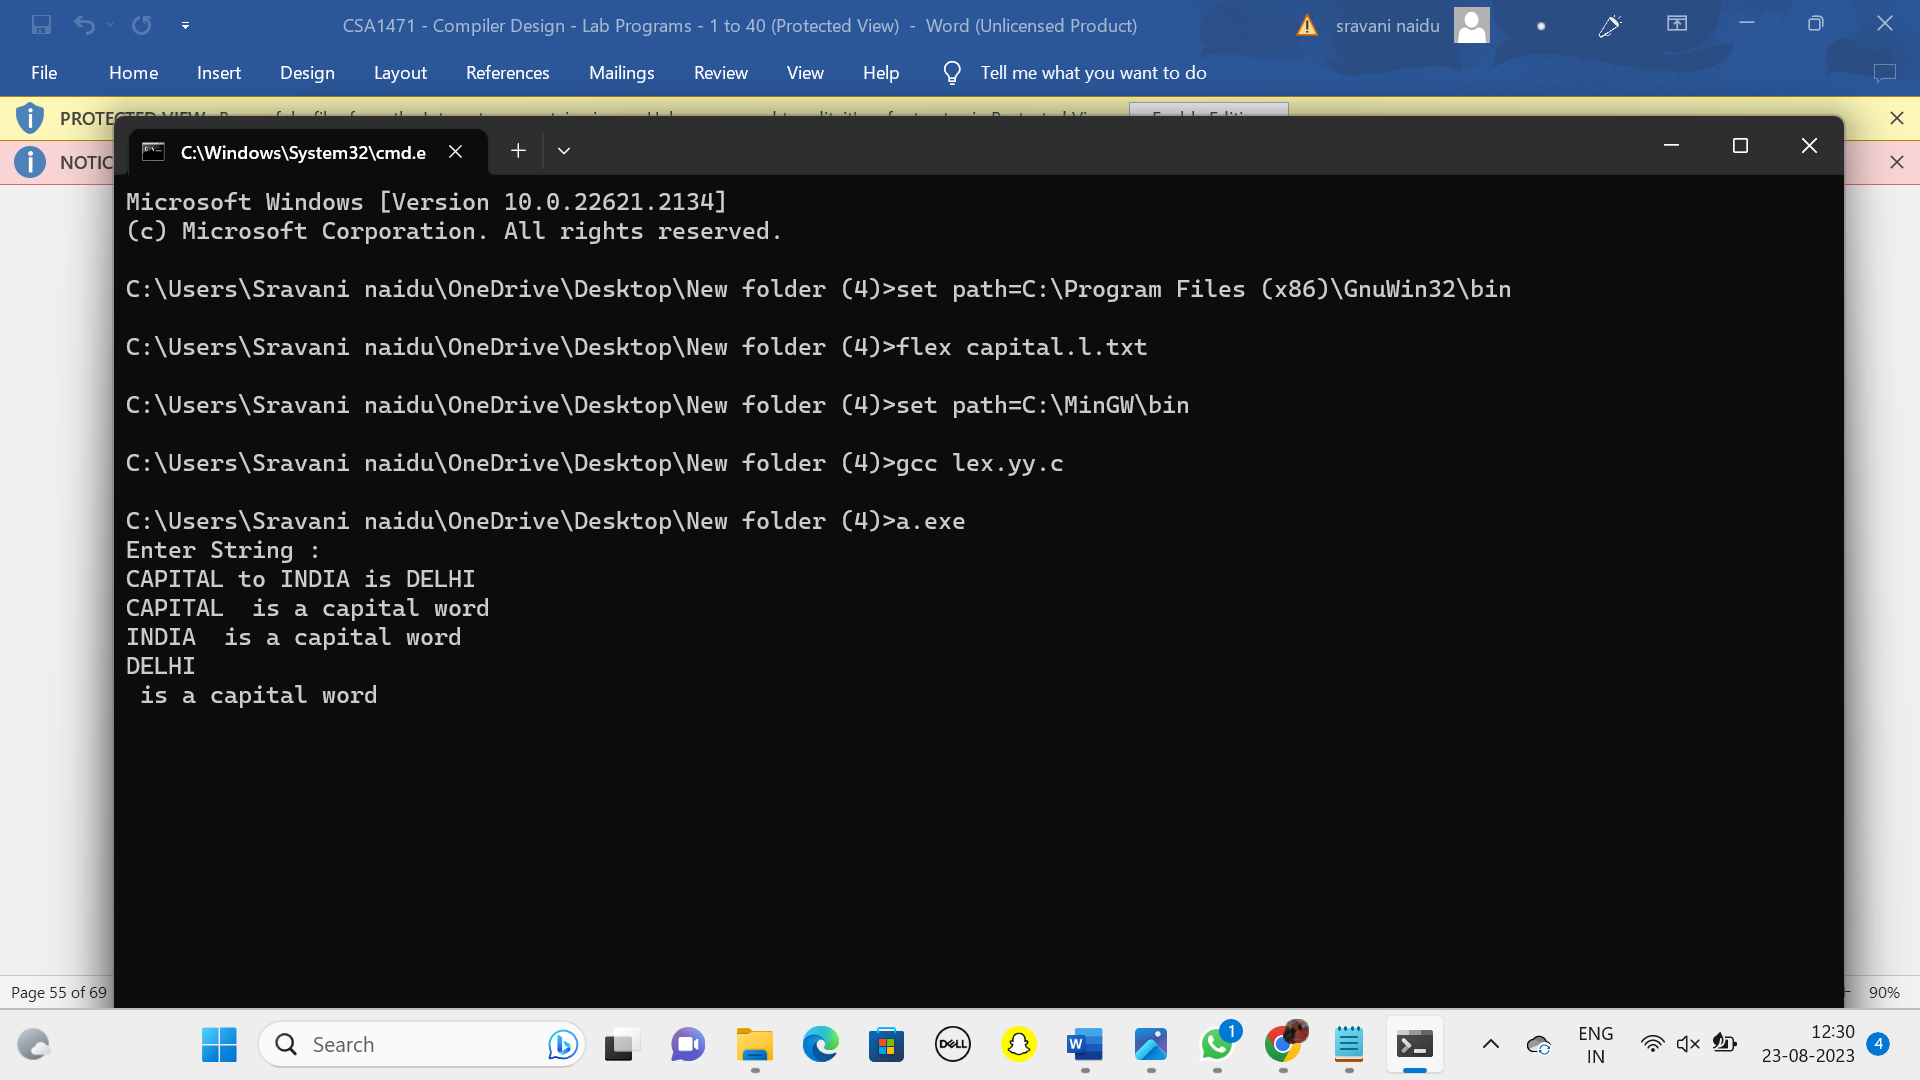 CSA1471 - Compiler Design - Lab Programs - 1 to 40 (Protected View) - Word (Unlicensed Product)
sravani naidu
File Home Insert Design Layout References Mailings Review View Help Tell me what you want to do
PROTECTED VIEW
NOTIC
C:\Windows\System32\cmd.e
Microsoft Windows [Version 10.0.22621.2134]
(c) Microsoft Corporation. All rights reserved.
C:\Users\Sravani naidu\OneDrive\Desktop\New folder (4)>set path=C:\Program Files (x86)\GnuWin32\bin
C:\Users\Sravani naidu\OneDrive\Desktop\New folder (4)>flex capital.l.txt
C:\Users\Sravani naidu\OneDrive\Desktop\New folder (4)>set path=C:\MinGW\bin
C:\Users\Sravani naidu\OneDrive\Desktop\New folder (4)>gcc lex.yy.c
C:\Users\Sravani naidu\OneDrive\Desktop\New folder (4)>a.exe
Enter String :
CAPITAL to INDIA is DELHI
CAPITAL  is a capital word
INDIA  is a capital word
DELHI
 is a capital word
Page 55 of 69
90%
Search
DELL
W
1
ENG
IN
12:30
23-08-2023
4